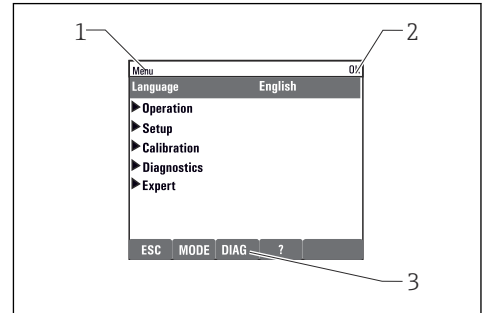 1
2
Menu 0%
Language English
Operation
Setup
Calibration
Diagnostics
Expert
ESC MODE DIAG ?
3